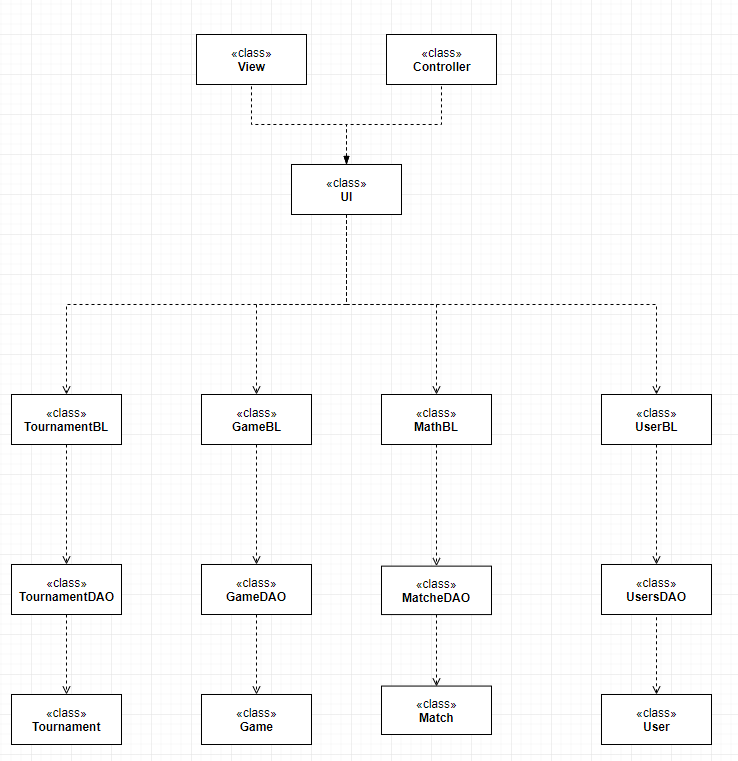 «class»
View
«class»
Controller
«class»
UI
«class»
TournamentBL
«class»
GameBL
«class»
MathBL
«class»
UserBL
«class»
TournamentDAO
«class»
GameDAO
«class»
MatcheDAO
«class»
UsersDAO
«class»
Tournament
«class»
Game
«class»
Match
«class»
User